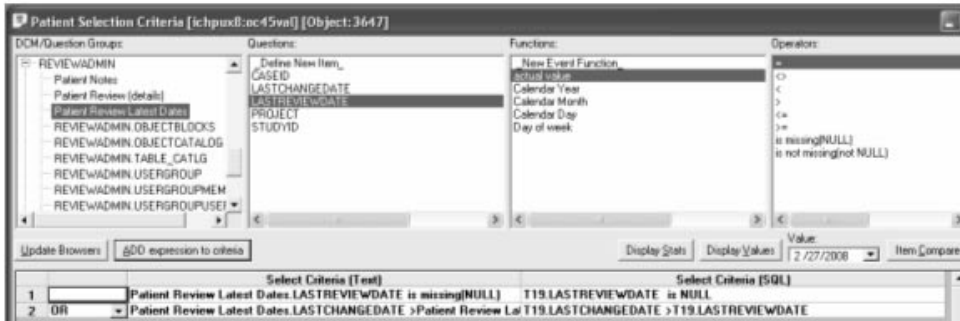 Patient Selection Criteria [ichpux8:oc45val] [Object:3647]
DCM/Question Groups:
REVIEWADMIN
Patient Notes
Patient Review (details)
Patient Review Latest Dates
REVIEWADMIN.OBJECTBLOCKS
REVIEWADMIN.OBJECTCATALOG
REVIEWADMIN.TABLE_CATLG
REVIEWADMIN.USERGROUP
REVIEWADMIN.USERGROUPMEM
REVIEWADMIN.USERGROUPUSE
Questions:
_Define New Item_
CASEID
LASTCHANGEDATE
LASTREVIEWDATE
PROJECT
STUDYID
Functions:
_New Event Function_
actual value
Calendar Year
Calendar Month
Calendar Day
Day of week
Operators:
=
<>
<
>
<=
>=
is missing(NULL)
is not missing(not NULL)
Update Browsers
ADD expression to criteria
Display Stats
Display Values
Value:
2 /27/2008
Item Compare
Select Criteria (Text) Select Criteria (SQL)
1 Patient Review Latest Dates.LASTREVIEWDATE is missing(NULL) T19.LASTREVIEWDATE is NULL
2 OR Patient Review Latest Dates.LASTCHANGEDATE >Patient Review La T19.LASTCHANGEDATE >T19.LASTREVIEWDATE